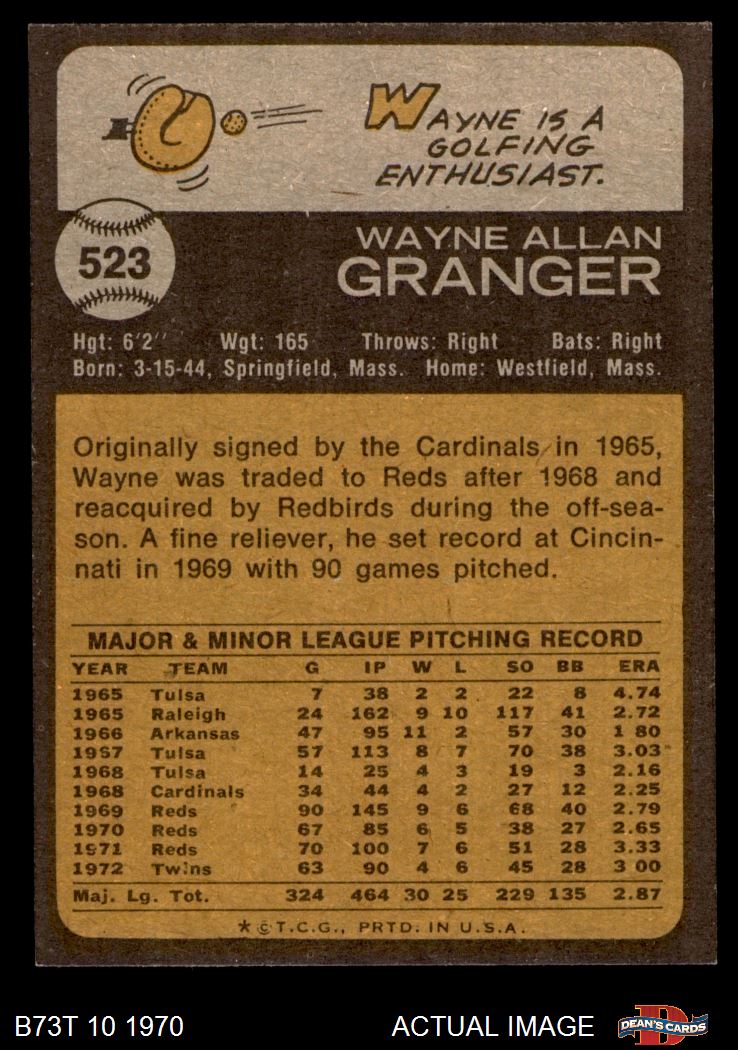 WAYNE IS A
GOLFING
ENTHUSIAST.
523
WAYNE ALLAN
GRANGER
Hgt: 6'2" Wgt: 165 Throws: Right Bats: Right
Born: 3-15-44, Springfield, Mass. Home: Westfield, Mass.
Originally signed by the Cardinals in 1965,
Wayne was traded to Reds after 1968 and
reacquired by Redbirds during the off-sea-
son. A fine reliever, he set record at Cincin-
nati in 1969 with 90 games pitched.
MAJOR & MINOR LEAGUE PITCHING RECORD
YEAR TEAM G IP W L SO BB ERA
1965 Tulsa 7 38 2 2 22 8 4.74
1965 Raleigh 24 162 9 10 117 41 2.72
1966 Arkansas 47 95 11 2 57 30 1 80
1967 Tulsa 57 113 8 7 70 38 3.03
1968 Tulsa 14 25 4 3 19 3 2.16
1968 Cardinals 34 44 4 2 27 12 2.25
1969 Reds 90 145 9 6 68 40 2.79
1970 Reds 67 85 6 5 38 27 2.65
1971 Reds 70 100 7 6 51 28 3.33
1972 Twins 63 90 4 6 45 28 3 00
Maj. Lg. Tot. 324 464 30 25 229 135 2.87
*©T.C.G., PRTD. IN U.S.A.
B73T 10 1970 ACTUAL IMAGE
D
DEAN'S CARDS